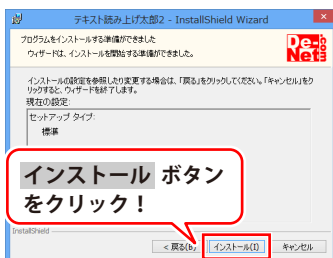 テキスト読み上げ太郎2 - InstallShield Wizard
プログラムをインストールする準備ができました
ウィザードは、インストールを開始する準備ができました。
De-
Net
インストールの設定を参照したり変更する場合は、「戻る」をクリックしてください。「キャンセル」をク
リックすると、ウィザードを終了します。
現在の設定:
セットアップ タイプ:
標準
インストール ボタン
をクリック！
InstallShield
< 戻る(B)
インストール(I)
キャンセル